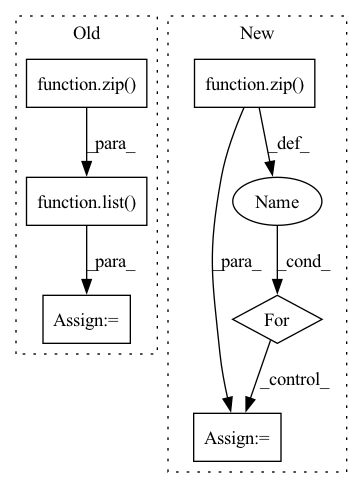 Old
New
function.zip()
function.zip()
_para_
_def_
function.list()
Name
_para_
_para_
_cond_
For
_control_
Assign:=
Assign:=